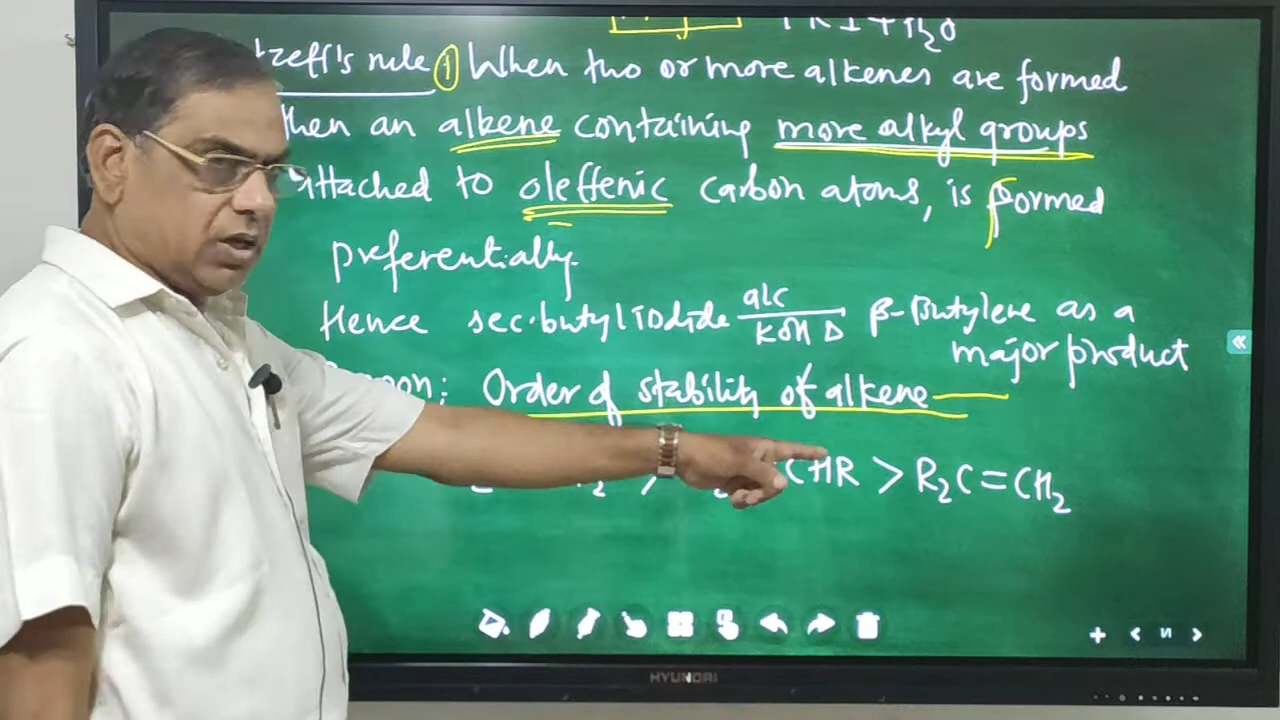 + H₂O
tzeff's rule ① When two or more alkenes are formed
then an alkene containing more alkyl groups
attached to oleffenic carbon atoms, is formed
preferentially
Hence sec.butyl iodide alc KOH Δ β-Butylene as a
major product
Order of stability of alkene
CHR > R₂C=CH₂
HYUNDAI